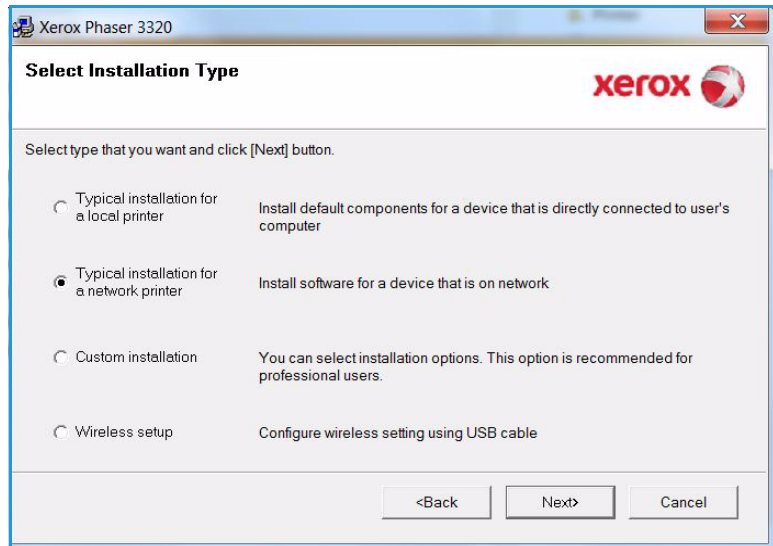 Xerox Phaser 3320
Select Installation Type
xerox
Select type that you want and click [Next] button.
Typical installation for
a local printer
Install default components for a device that is directly connected to user's
computer
Typical installation for
a network printer
Install software for a device that is on network
Custom installation
You can select installation options. This option is recommended for
professional users.
Wireless setup
Configure wireless setting using USB cable
<Back
Next>
Cancel